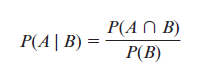 P(A | B) = P(A ∩ B) / P(B)